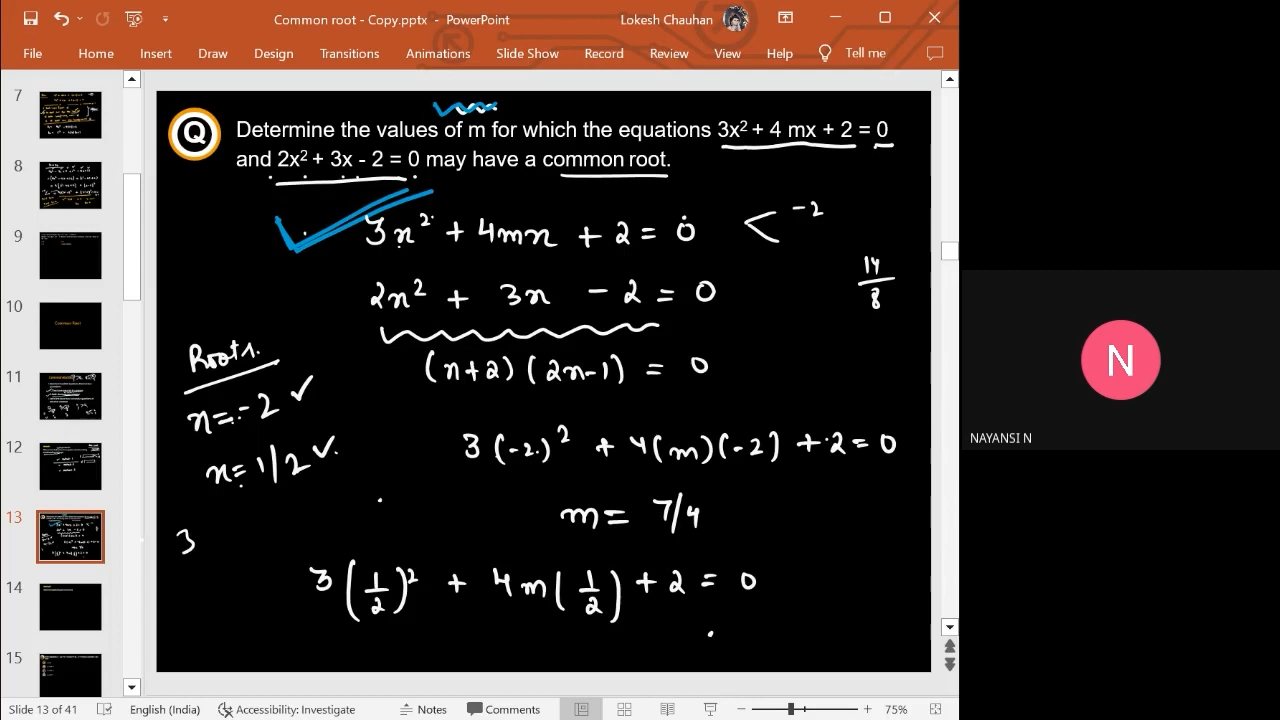 Common root - Copy.pptx - PowerPoint
Lokesh Chauhan
File Home Insert Draw Design Transitions Animations Slide Show Record Review View Help Tell me
7
8
9
10
11
12
13
14
15
Q
Determine the values of m for which the equations 3x² + 4 mx + 2 = 0
and 2x² + 3x - 2 = 0 may have a common root.
3x² + 4mx + 2 = 0 < -2
14/8
2x² + 3x - 2 = 0
Roots.
(x+2) (2x-1) = 0
x = -2 ✓
3(-2)² + 4(m)(-2) + 2 = 0
x = 1/2 ✓
m = 7/4
3
3(1/2)² + 4m(1/2) + 2 = 0
N
NAYANSI N
Slide 13 of 41 English (India) Accessibility: Investigate Notes Comments 75%